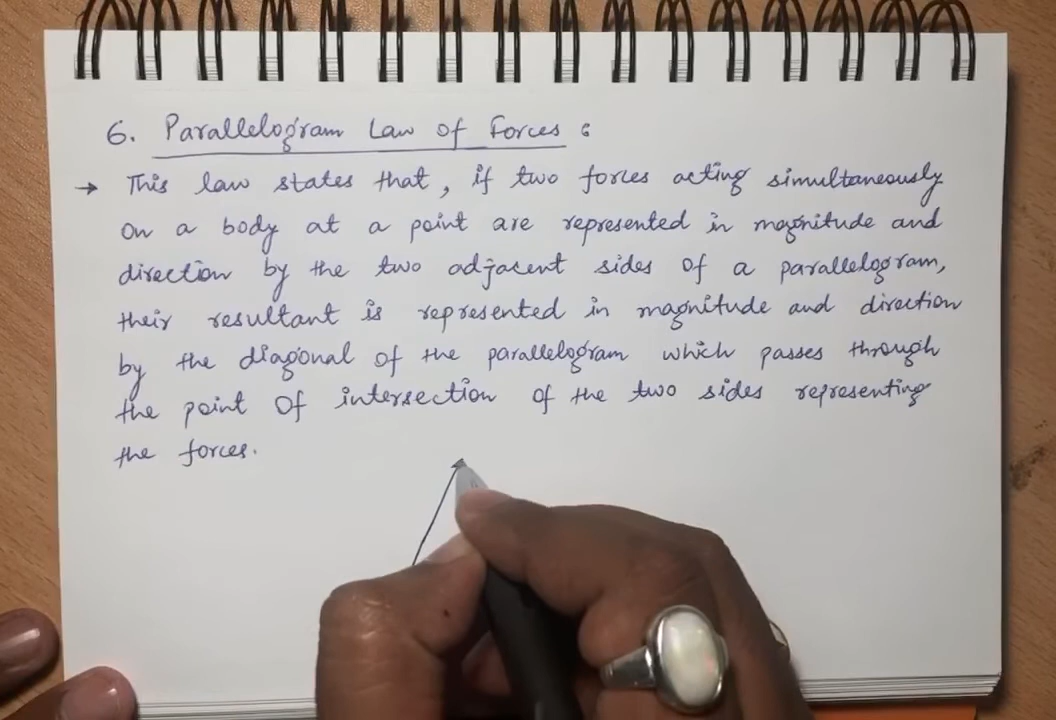 6. Parallelogram Law of Forces :
→ This law states that, if two forces acting simultaneously
on a body at a point are represented in magnitude and
direction by the two adjacent sides of a parallelogram,
their resultant is represented in magnitude and direction
by the diagonal of the parallelogram which passes through
the point of intersection of the two sides representing
the forces.